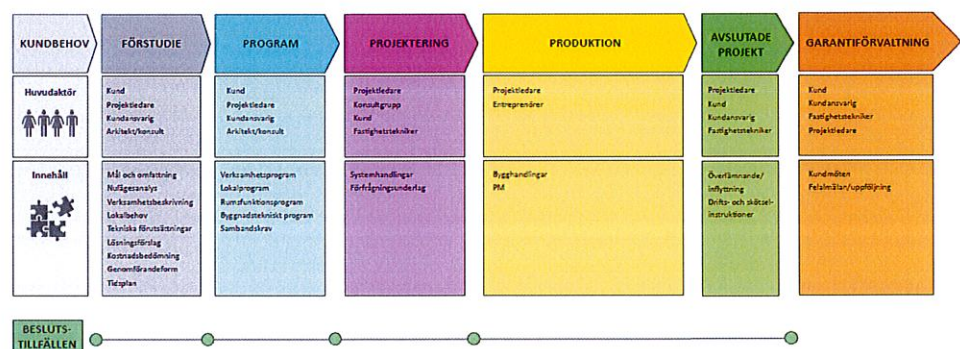 KUNDBEHOV
FÖRSTUDIE
PROGRAM
PROJEKTERING
PRODUKTION
AVSLUTADE
PROJEKT
GARANTIFÖRVALTNING
Huvudaktör
Kund
Projektledare
Kundansvarig
Arkitekt/konsult
Kund
Projektledare
Kundansvarig
Arkitekt/konsult
Projektledare
Konsultgrupp
Kund
Fastighetstekniker
Projektledare
Entreprenörer
Projektledare
Kund
Kundansvarig
Fastighetstekniker
Kund
Kundansvarig
Fastighetstekniker
Projektledare
Innehåll
Mål och omfattning
Nulägesanalys
Verksamhetsbeskrivning
Lokalbehov
Tekniska förutsättningar
Lösningsförslag
Kostnadsbedömning
Genomförandeform
Tidsplan
Verksamhetsprogram
Lokalprogram
Rumsfunktionsprogram
Byggnadstekniskt program
Sambandskrav
Systemhandlingar
Förfrågningsunderlag
Bygghandlingar
PM
Överlämnande/
inflyttning
Drifts- och skötsel-
instruktioner
Kundmöten
Felalmälan/uppföljning
BESLUTS-
TILLFÄLLEN